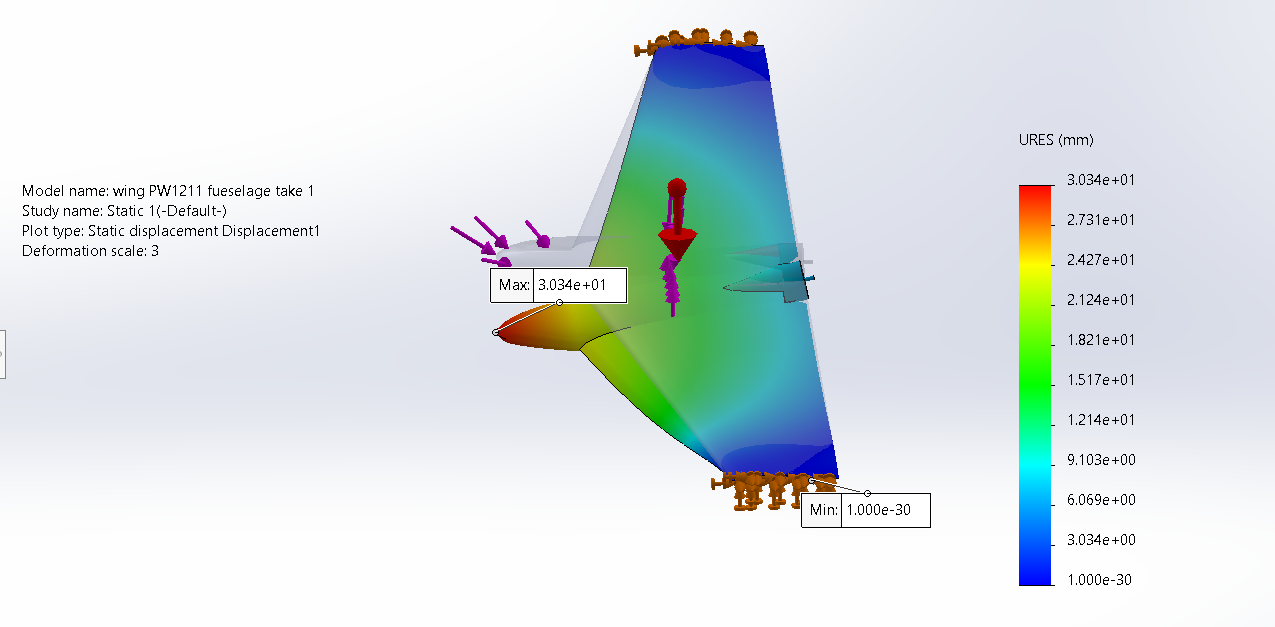 Model name: wing PW1211 fueselage take 1
Study name: Static 1(-Default-)
Plot type: Static displacement Displacement1
Deformation scale: 3
Max: 3.034e+01
Min: 1.000e-30
URES (mm)
3.034e+01
2.731e+01
2.427e+01
2.124e+01
1.821e+01
1.517e+01
1.214e+01
9.103e+00
6.069e+00
3.034e+00
1.000e-30